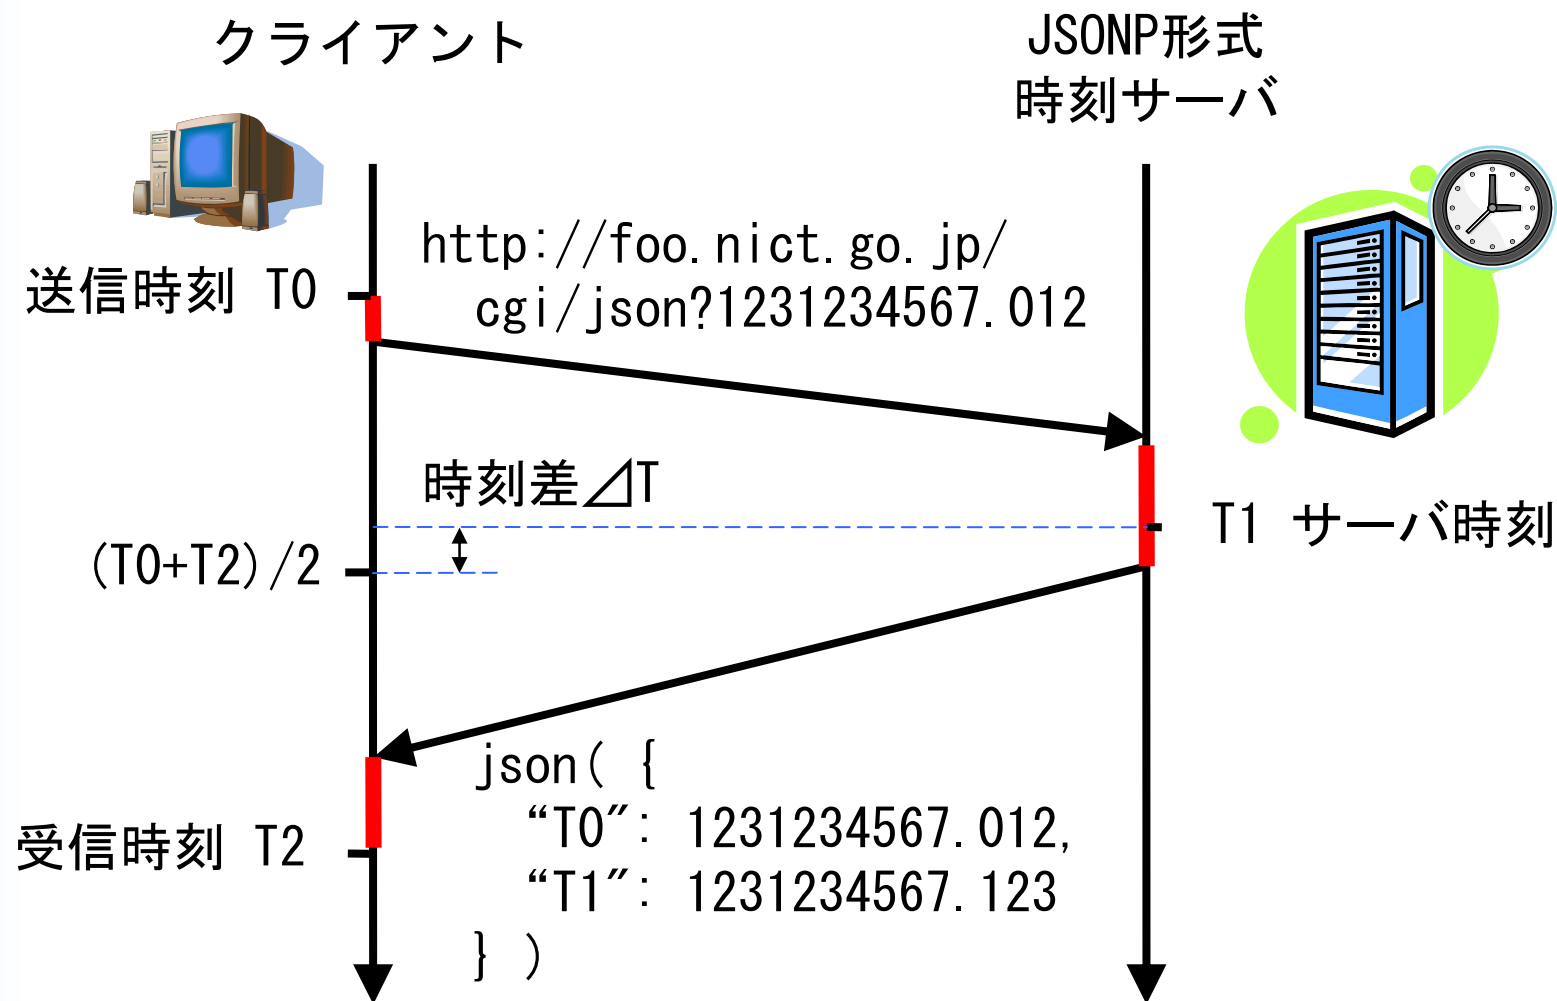 クライアント
JSONP形式
時刻サーバ
http://foo.nict.go.jp/
cgi/json?1231234567.012
送信時刻 T0
時刻差⊿T
T1 サーバ時刻
(T0+T2)/2
json( {
“T0″: 1231234567.012,
“T1″: 1231234567.123
} )
受信時刻 T2